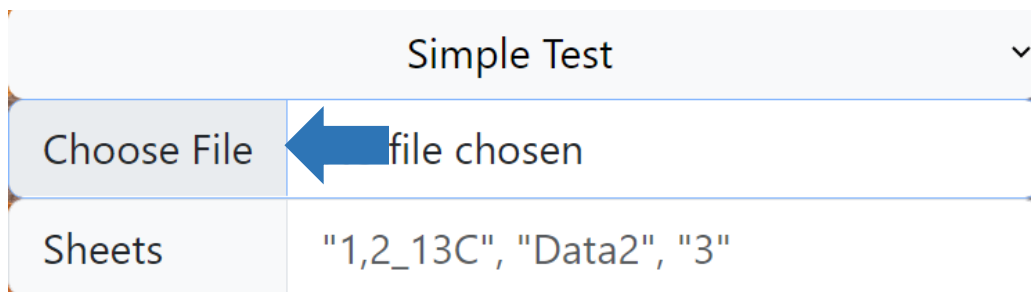 Simple Test
Choose File file chosen
Sheets "1,2_13C", "Data2", "3"